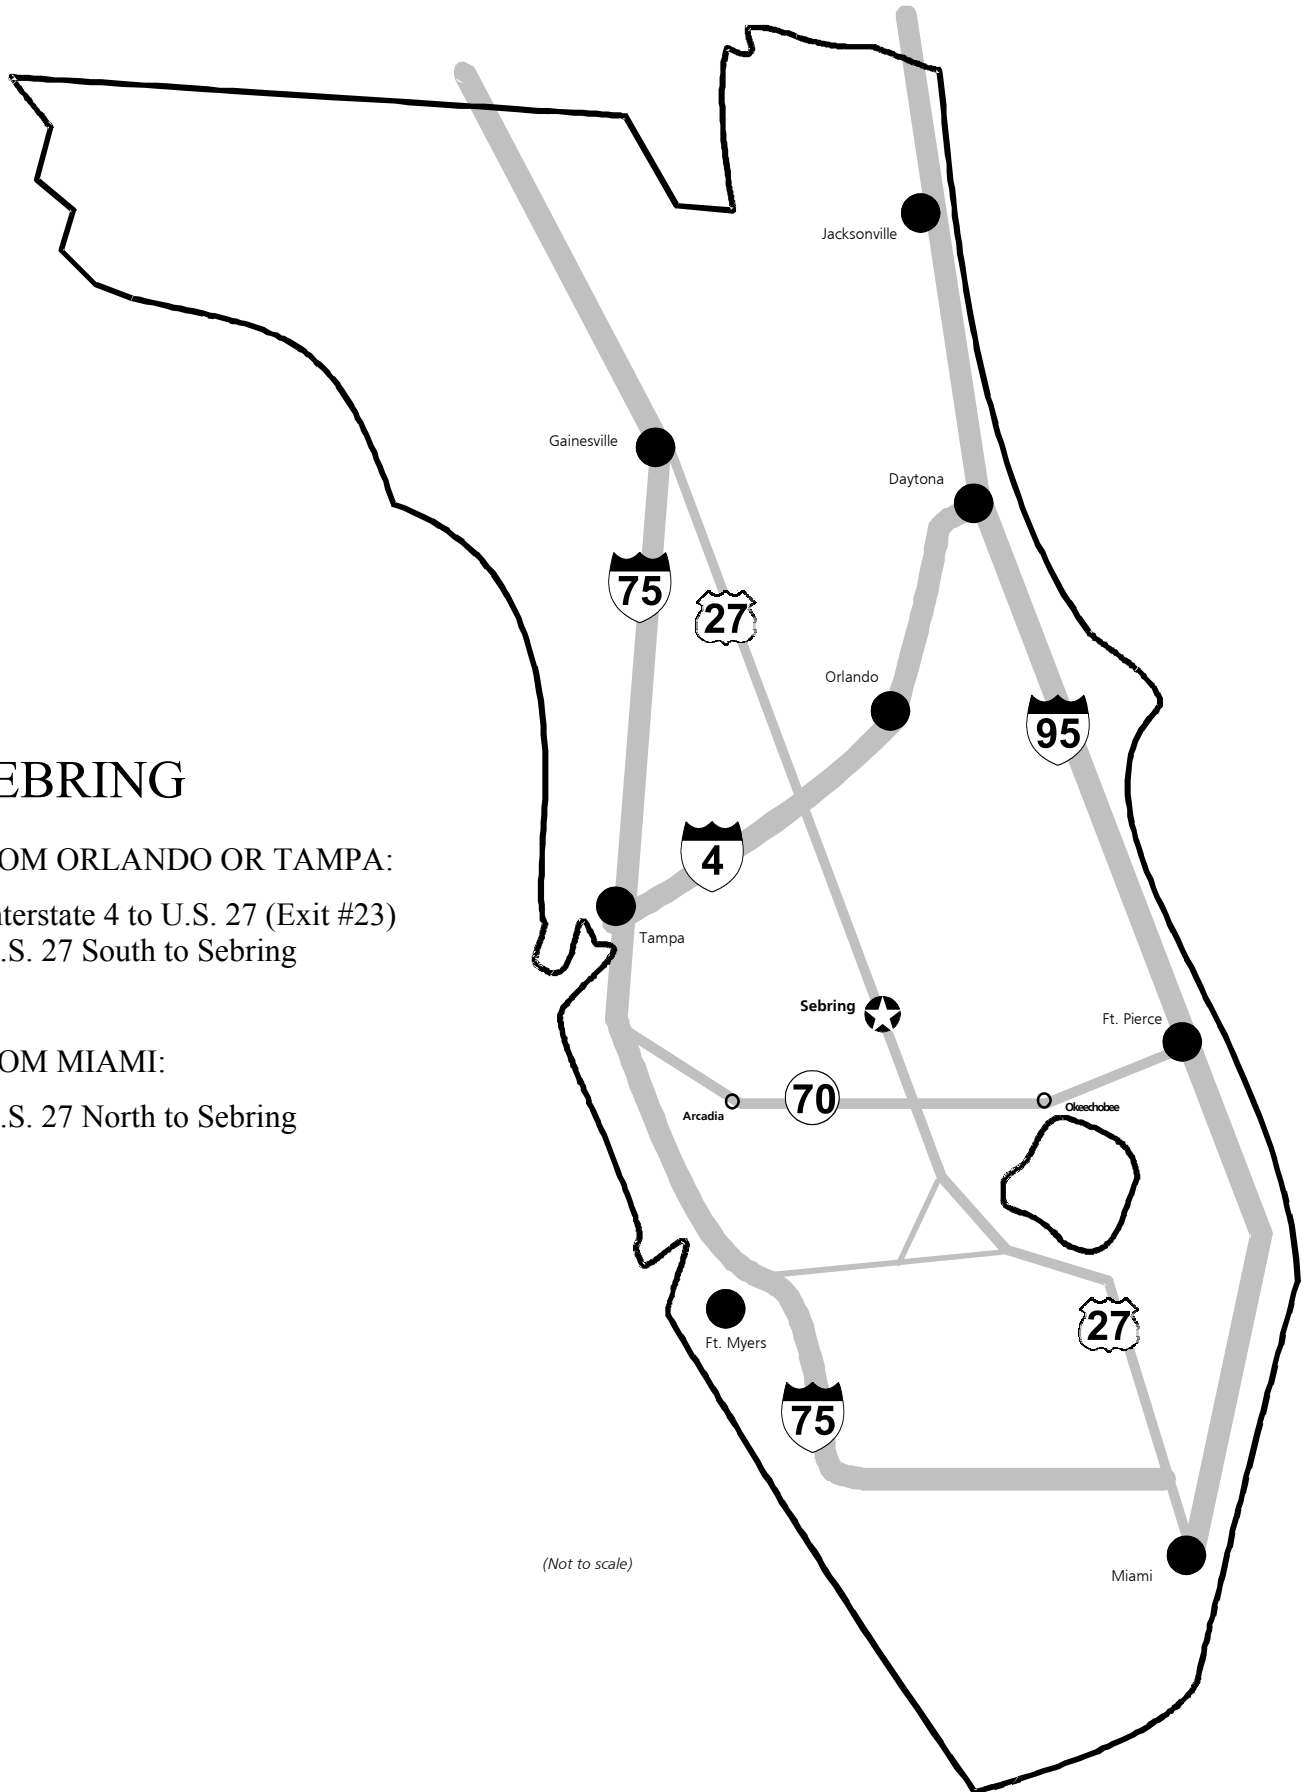 Jacksonville
Gainesville
Daytona
75
27
Orlando
95
EBRING
4
OM ORLANDO OR TAMPA:
nterstate 4 to U.S. 27 (Exit #23)
.S. 27 South to Sebring
Tampa
Sebring
Ft. Pierce
OM MIAMI:
.S. 27 North to Sebring
70
Arcadia
Okeechobee
27
Ft. Myers
75
(Not to scale)
Miami